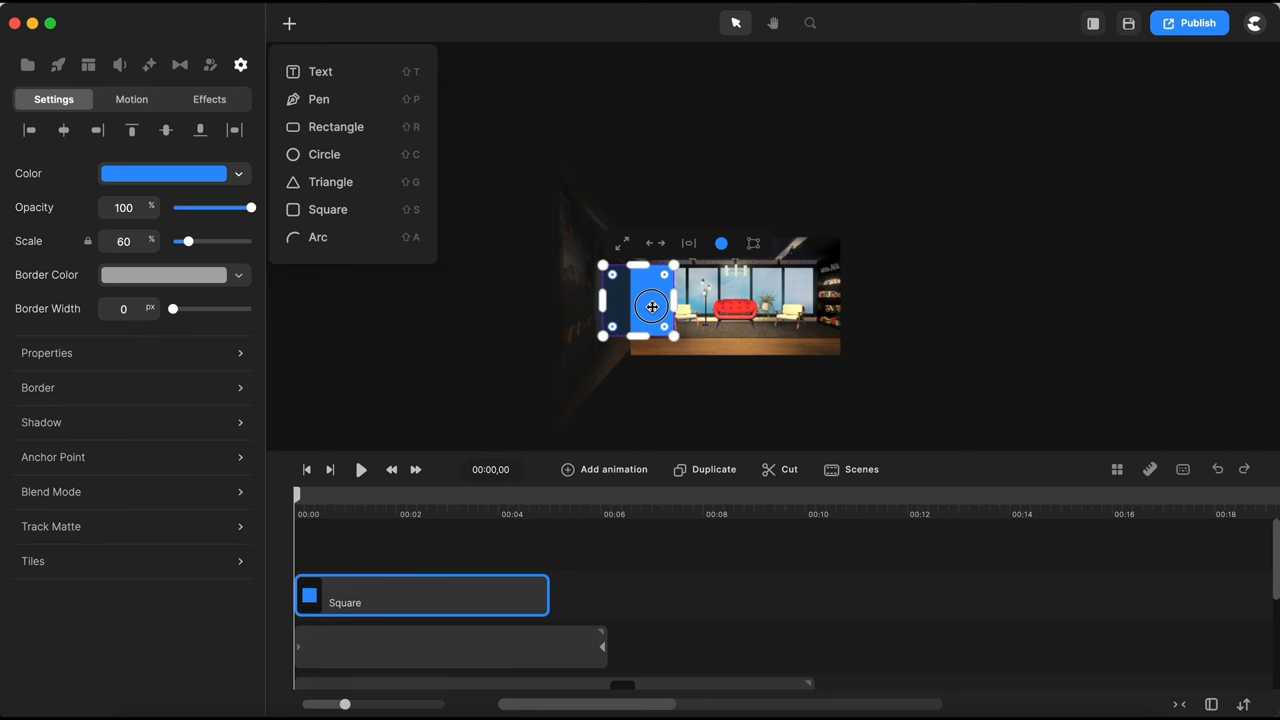 Publish
Text ⇧ T
Pen ⇧ P
Rectangle ⇧ R
Circle ⇧ C
Triangle ⇧ G
Square ⇧ S
Arc ⇧ A
Settings Motion Effects
Color
Opacity 100 %
Scale 60 %
Border Color
Border Width 0 px
Properties
Border
Shadow
Anchor Point
Blend Mode
Track Matte
Tiles
00:00,00 Add animation Duplicate Cut Scenes
00:00 00:02 00:04 00:06 00:08 00:10 00:12 00:14 00:16 00:18
Square